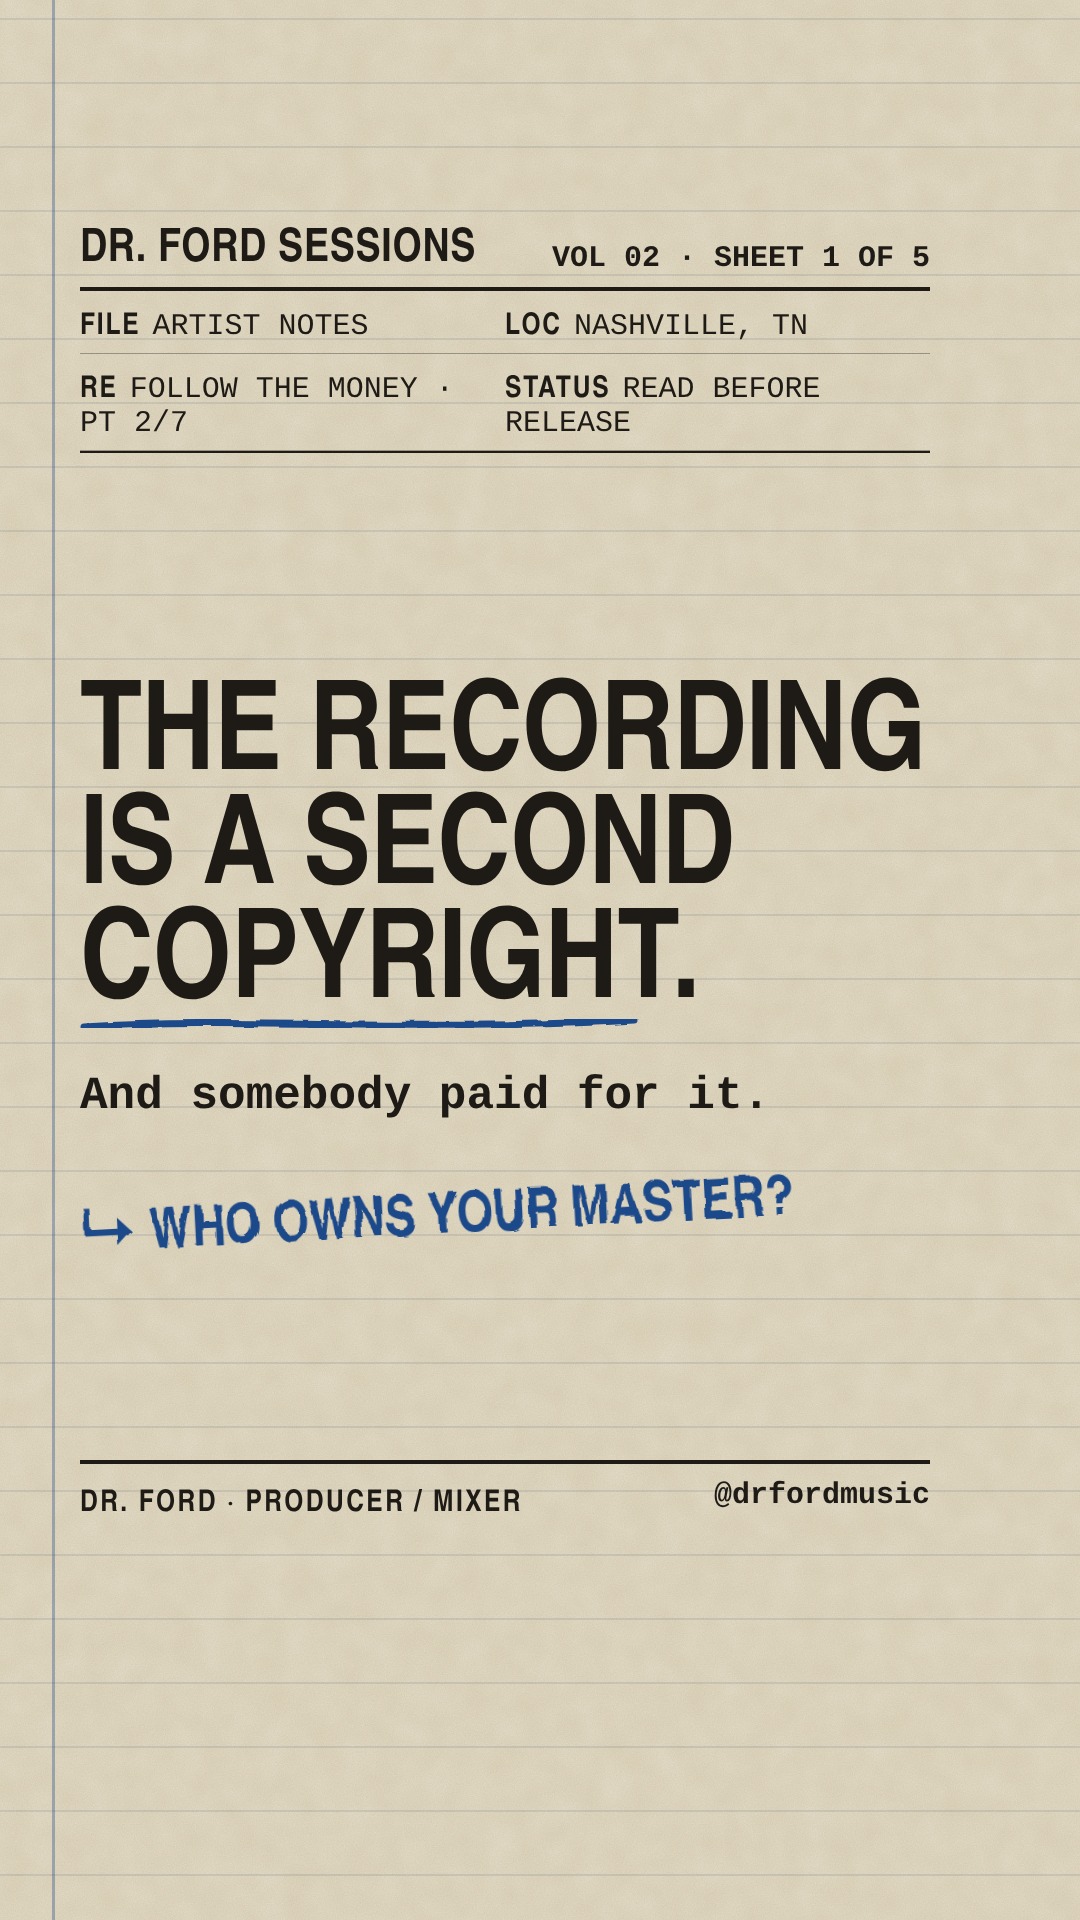 DR. FORD SESSIONS
VOL 02 · SHEET 1 OF 5
FILE ARTIST NOTES
LOC NASHVILLE, TN
RE FOLLOW THE MONEY ·
PT 2/7
STATUS READ BEFORE
RELEASE
THE RECORDING
IS A SECOND
COPYRIGHT.
And somebody paid for it.
↳ WHO OWNS YOUR MASTER?
DR. FORD · PRODUCER / MIXER
@drfordmusic